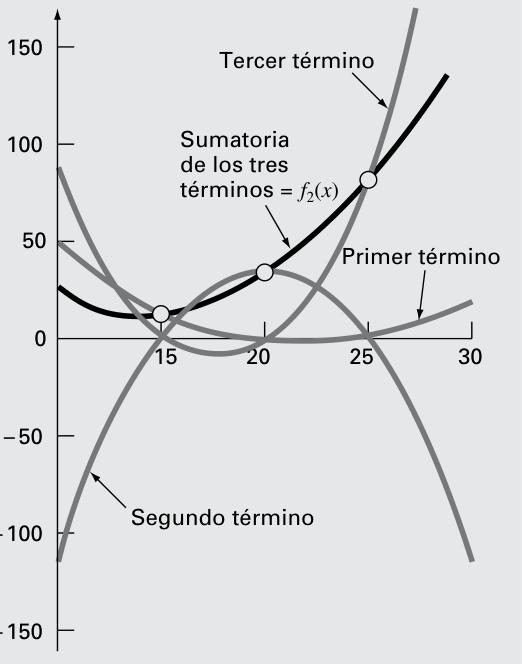 150
Tercer término
Sumatoria
de los tres
términos = f₂(x)
100
50
Primer término
0
15
20
25
30
–50
Segundo término
–100
–150